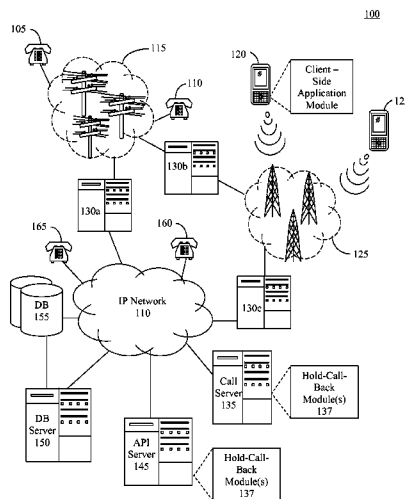 100
105
115
120
Client –
Side
Application
Module
110
12
130b
130a
165
160
125
DB
155
IP Network
110
130c
Call
Server
135
Hold-Call-
Back
Module(s)
137
DB
Server
150
API
Server
145
Hold-Call-
Back
Module(s)
137